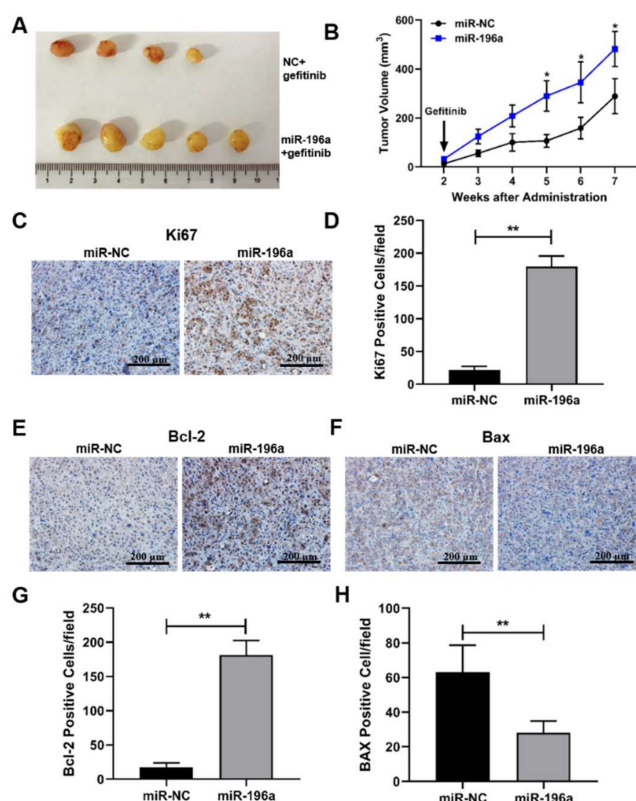 A
NC+
gefitinib
miR-196a
+gefitinib
1 2 3 4 5 6 7 8 9 10 1
B
miR-NC
miR-196a
Tumor Volume (mm³)
600
400
200
0
Gefitinib
* * *
2 3 4 5 6 7
Weeks after Administration
C
Ki67
miR-NC miR-196a
200 µm 200 µm
D
Ki67 Positive Cells/field
200
150
100
50
0
**
miR-NC miR-196a
E
Bcl-2
miR-NC miR-196a
200 µm 200 µm
F
Bax
miR-NC miR-196a
200 µm 200 µm
G
Bcl-2 Positive Cells/field
250
200
150
100
50
0
**
miR-NC miR-196a
H
BAX Positive Cell/field
100
80
60
40
20
0
**
miR-NC miR-196a